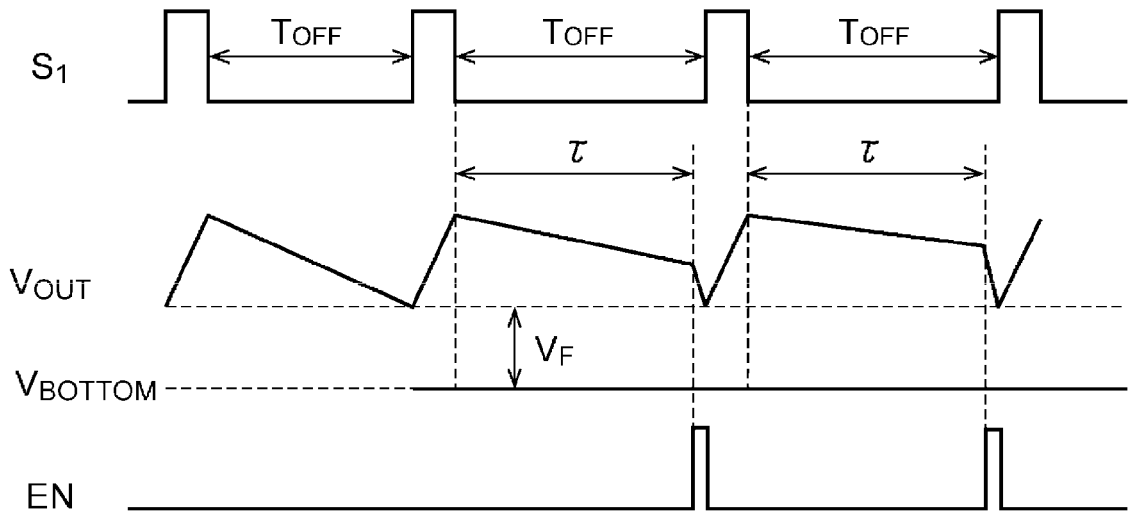 S1
TOFF TOFF TOFF
τ τ
VOUT
VF
VBOTTOM
EN